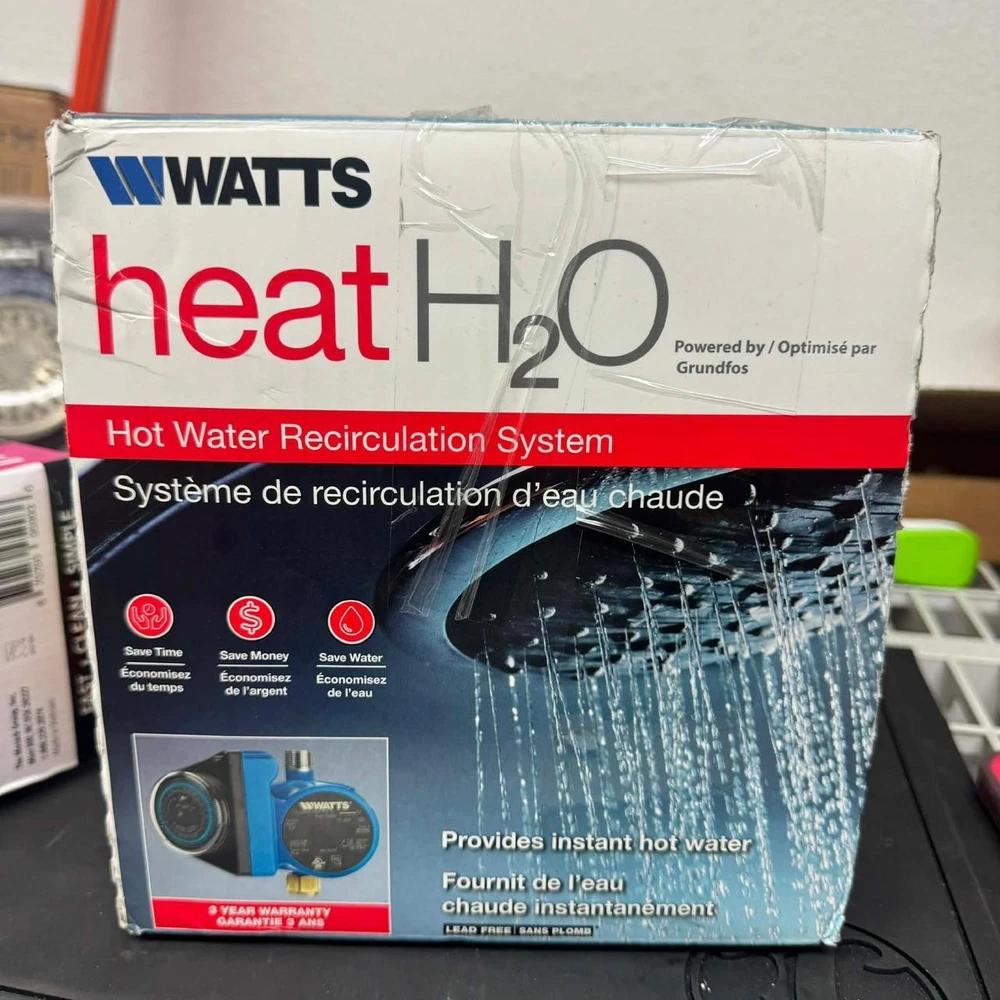 WATTS
heatH₂O
Powered by / Optimisé par
Grundfos
Hot Water Recirculation System
Système de recirculation d'eau chaude
Save Time
Économisez
du temps
Save Money
Économisez
de l'argent
Save Water
Économisez
de l'eau
WATTS
3 YEAR WARRANTY
GARANTIE 3 ANS
Provides instant hot water
Fournit de l'eau
chaude instantanément
LEAD FREE | SANS PLOMB